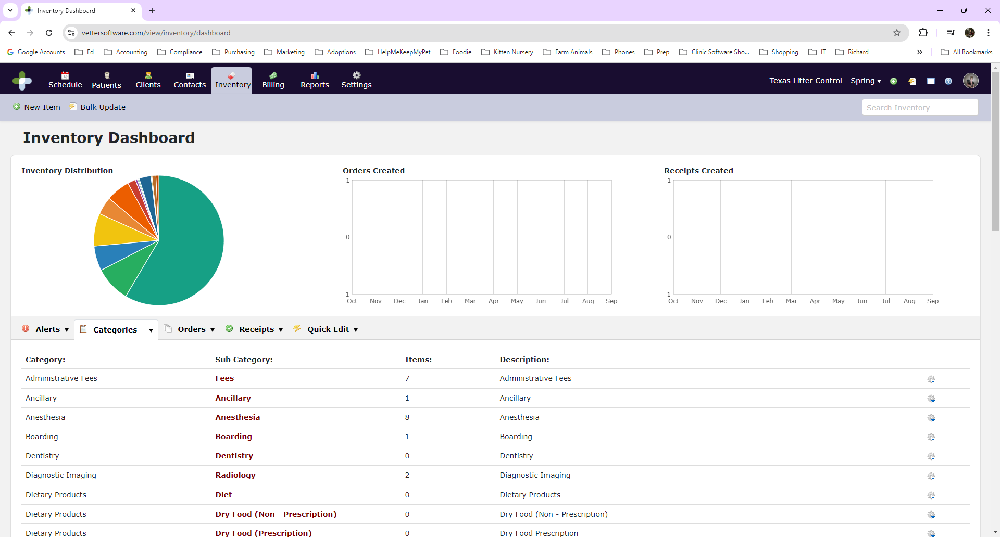 Inventory Dashboard
vettersoftware.com/view/inventory/dashboard
Google Accounts Ed Accounting Compliance Purchasing Marketing Adoptions HelpMeKeepMyPet Foodie Kitten Nursery Farm Animals Phones Prep Clinic Software Sho... Shopping IT Richard » All Bookmarks
Schedule Patients Clients Contacts Inventory Billing Reports Settings Texas Litter Control - Spring ▾
New Item Bulk Update Search Inventory
Inventory Dashboard
Inventory Distribution
Orders Created
1
0
-1
Oct Nov Dec Jan Feb Mar Apr May Jun Jul Aug Sep
Receipts Created
1
0
-1
Oct Nov Dec Jan Feb Mar Apr May Jun Jul Aug Sep
Alerts ▾ Categories ▾ Orders ▾ Receipts ▾ Quick Edit ▾
Category: Sub Category: Items: Description:
Administrative Fees Fees 7 Administrative Fees
Ancillary Ancillary 1 Ancillary
Anesthesia Anesthesia 8 Anesthesia
Boarding Boarding 1 Boarding
Dentistry Dentistry 0 Dentistry
Diagnostic Imaging Radiology 2 Diagnostic Imaging
Dietary Products Diet 0 Dietary Products
Dietary Products Dry Food (Non - Prescription) 0 Dry Food (Non - Prescription)
Dietary Products Dry Food (Prescription) 0 Dry Food Prescription